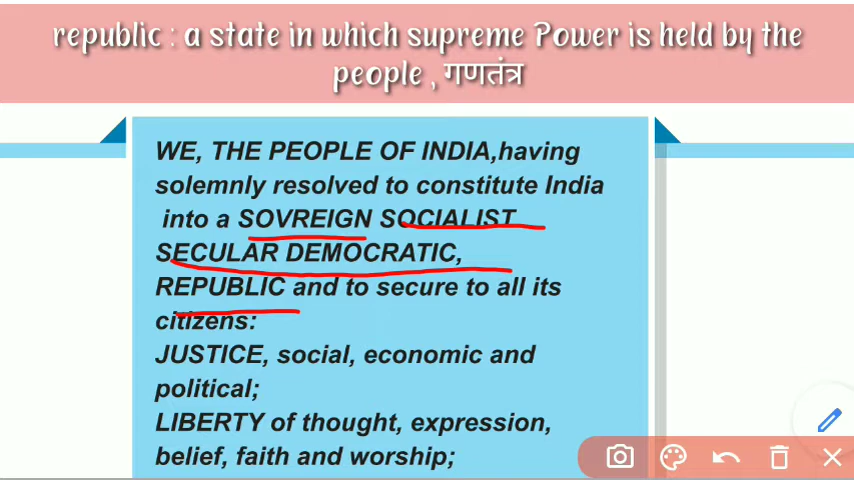 republic : a state in which supreme Power is held by the
people , गणतंत्र
WE, THE PEOPLE OF INDIA,having
solemnly resolved to constitute India
into a SOVREIGN SOCIALIST
SECULAR DEMOCRATIC,
REPUBLIC and to secure to all its
citizens:
JUSTICE, social, economic and
political;
LIBERTY of thought, expression,
belief, faith and worship;